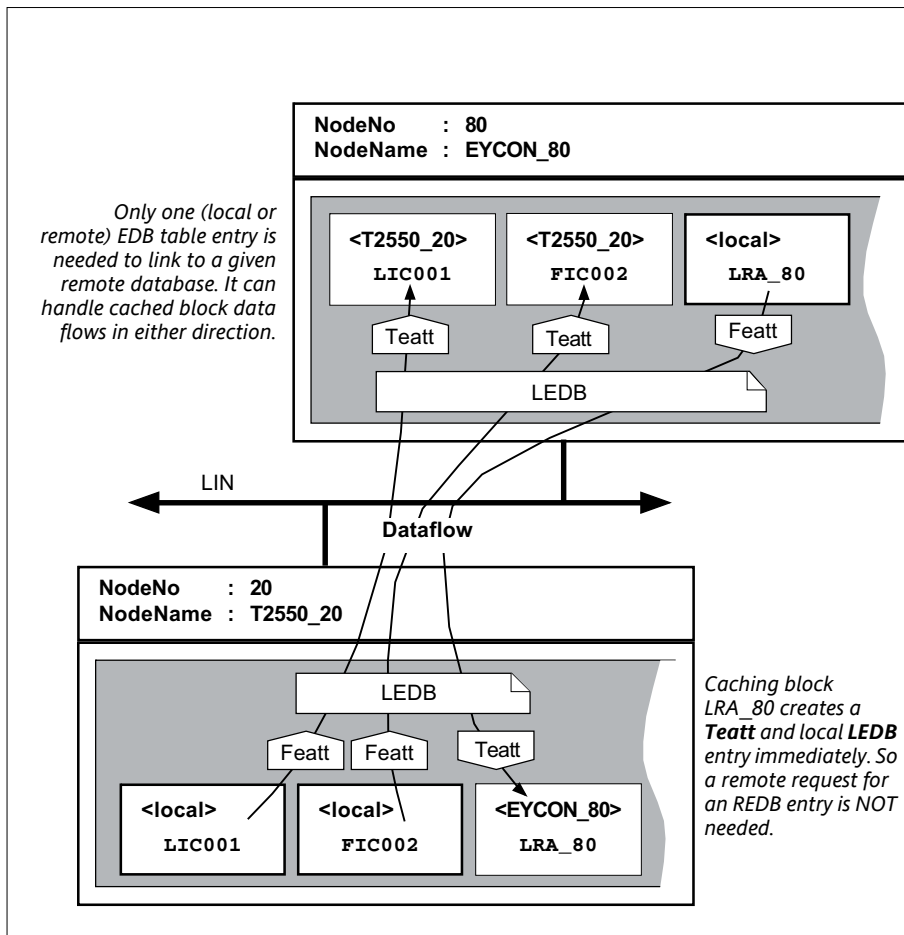 NodeNo : 80
NodeName : EYCON_80
Only one (local or
remote) EDB table entry is
needed to link to a given
remote database. It can
handle cached block data
flows in either direction.
<T2550_20>
LIC001
<T2550_20>
FIC002
<local>
LRA_80
Teatt
Teatt
Featt
LEDB
LIN
Dataflow
NodeNo : 20
NodeName : T2550_20
LEDB
Featt
Featt
Teatt
<local>
LIC001
<local>
FIC002
<EYCON_80>
LRA_80
Caching block
LRA_80 creates a
Teatt and local LEDB
entry immediately. So
a remote request for
an REDB entry is NOT
needed.